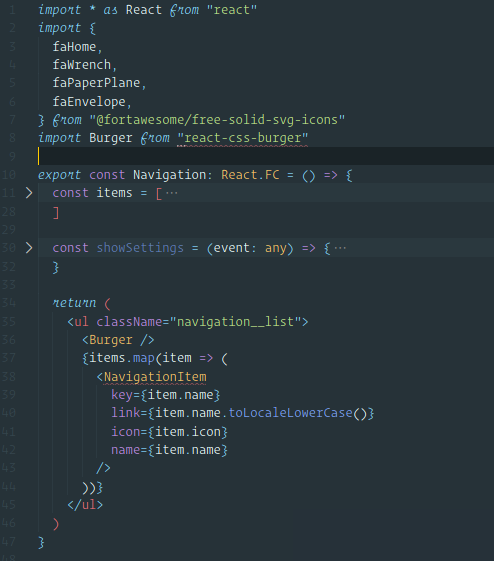 1 import * as React from "react"
2 import {
3 faHome,
4 faWrench,
5 faPaperPlane,
6 faEnvelope,
7 } from "@fortawesome/free-solid-svg-icons"
8 import Burger from "react-css-burger"
9
10 export const Navigation: React.FC = () => {
11 const items = [···
28 ]
29
30 const showSettings = (event: any) => {···
32 }
33
34 return (
35 <ul className="navigation__list">
36 <Burger />
37 {items.map(item => (
38 <NavigationItem
39 key={item.name}
40 link={item.name.toLocaleLowerCase()}
41 icon={item.icon}
42 name={item.name}
43 />
44 ))}
45 </ul>
46 )
47 }
48